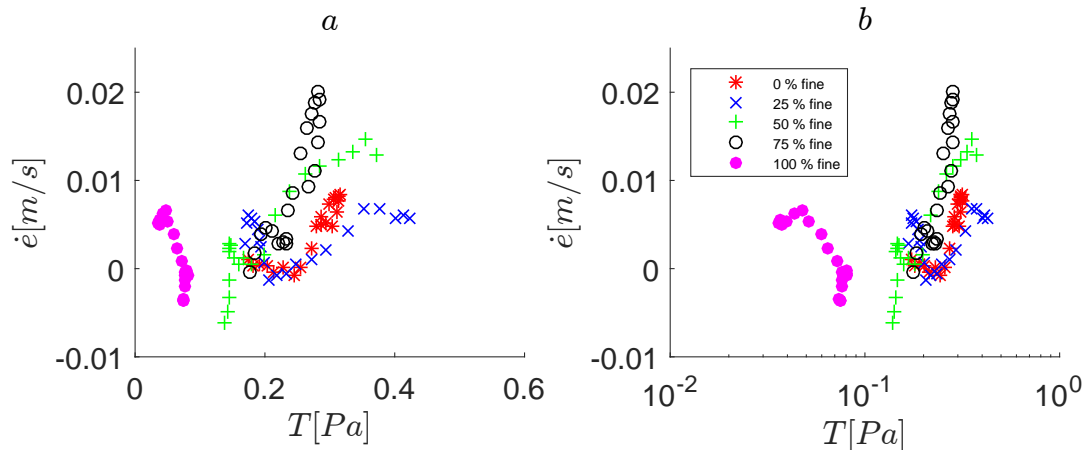 a
0.02
0.01
0
-0.01
ė[m/s]
0
0.2
0.4
0.6
T[Pa]
b
0 % fine
25 % fine
50 % fine
75 % fine
100 % fine
0.02
0.01
0
-0.01
ė[m/s]
10^-2
10^-1
10^0
T[Pa]